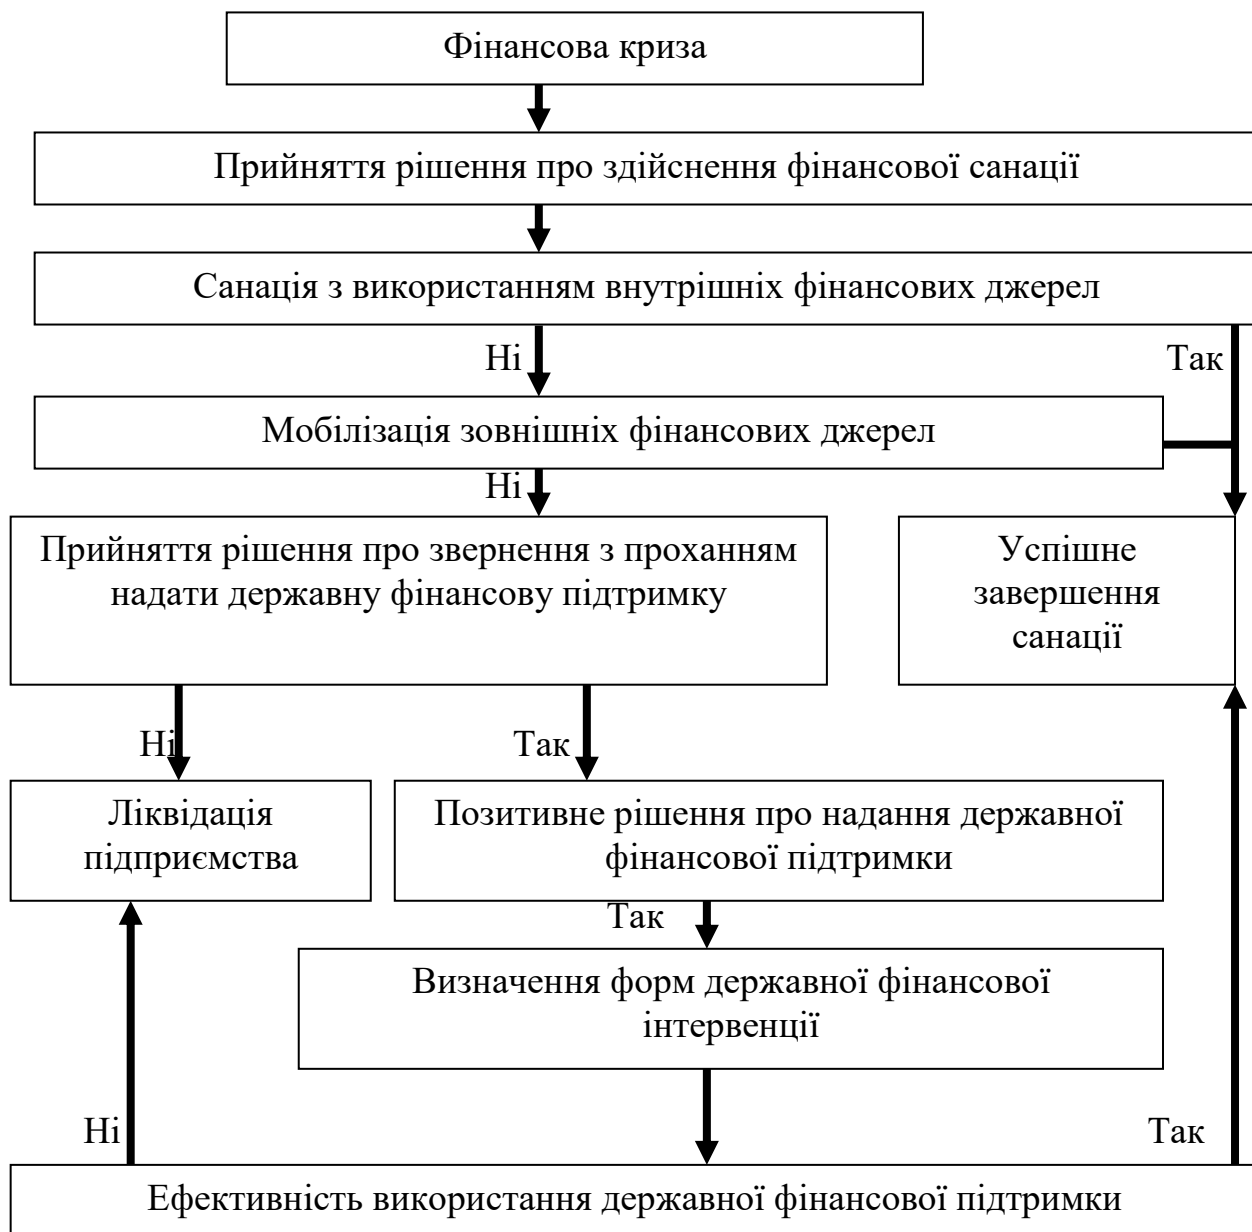 Фінансова криза
Прийняття рішення про здійснення фінансової санації
Санація з використанням внутрішніх фінансових джерел
Ні
Так
Мобілізація зовнішніх фінансових джерел
Ні
Прийняття рішення про звернення з проханням
надати державну фінансову підтримку
Успішне
завершення
санації
Ні
Так
Ліквідація
підприємства
Позитивне рішення про надання державної
фінансової підтримки
Так
Визначення форм державної фінансової
інтервенції
Ні
Так
Ефективність використання державної фінансової підтримки